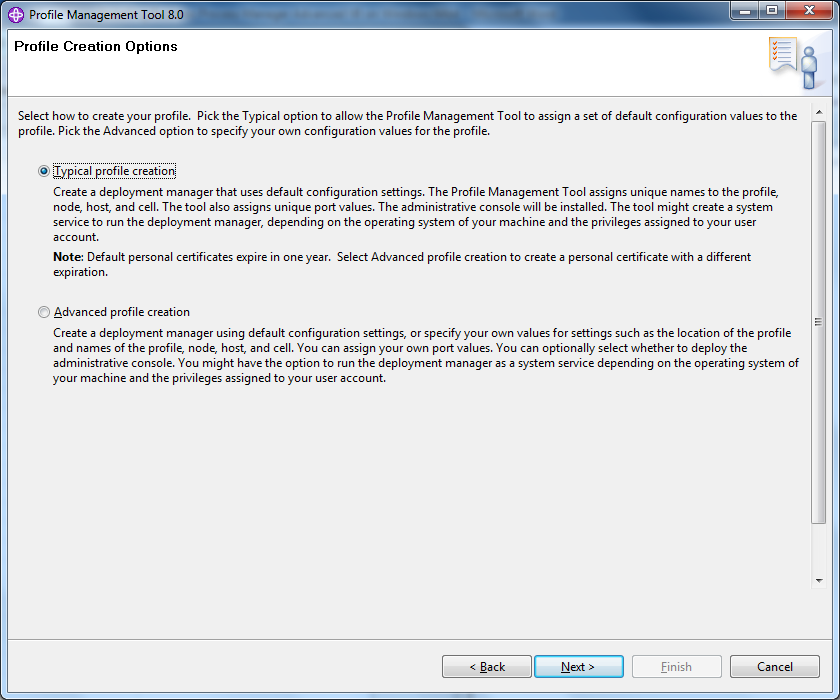 Profile Management Tool 8.0
Profile Creation Options
Select how to create your profile.  Pick the Typical option to allow the Profile Management Tool to assign a set of default configuration values to the
profile. Pick the Advanced option to specify your own configuration values for the profile.
Typical profile creation
Create a deployment manager that uses default configuration settings. The Profile Management Tool assigns unique names to the profile,
node, host, and cell. The tool also assigns unique port values. The administrative console will be installed. The tool might create a system
service to run the deployment manager, depending on the operating system of your machine and the privileges assigned to your user
account.
Note: Default personal certificates expire in one year.  Select Advanced profile creation to create a personal certificate with a different
expiration.
Advanced profile creation
Create a deployment manager using default configuration settings, or specify your own values for settings such as the location of the profile
and names of the profile, node, host, and cell. You can assign your own port values. You can optionally select whether to deploy the
administrative console. You might have the option to run the deployment manager as a system service depending on the operating system of
your machine and the privileges assigned to your user account.
< Back
Next >
Finish
Cancel